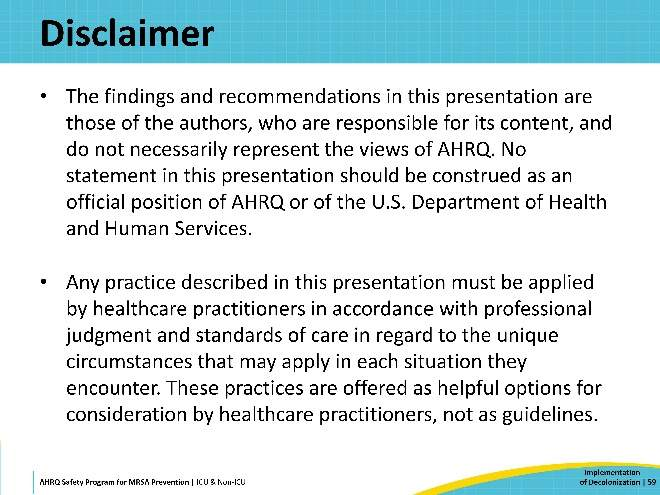 Disclaimer
• The findings and recommendations in this presentation are
those of the authors, who are responsible for its content, and
do not necessarily represent the views of AHRQ. No
statement in this presentation should be construed as an
official position of AHRQ or of the U.S. Department of Health
and Human Services.
• Any practice described in this presentation must be applied
by healthcare practitioners in accordance with professional
judgment and standards of care in regard to the unique
circumstances that may apply in each situation they
encounter. These practices are offered as helpful options for
consideration by healthcare practitioners, not as guidelines.
AHRQ Safety Program for MRSA Prevention | ICU & Non-ICU
Implementation
of Decolonization | 59